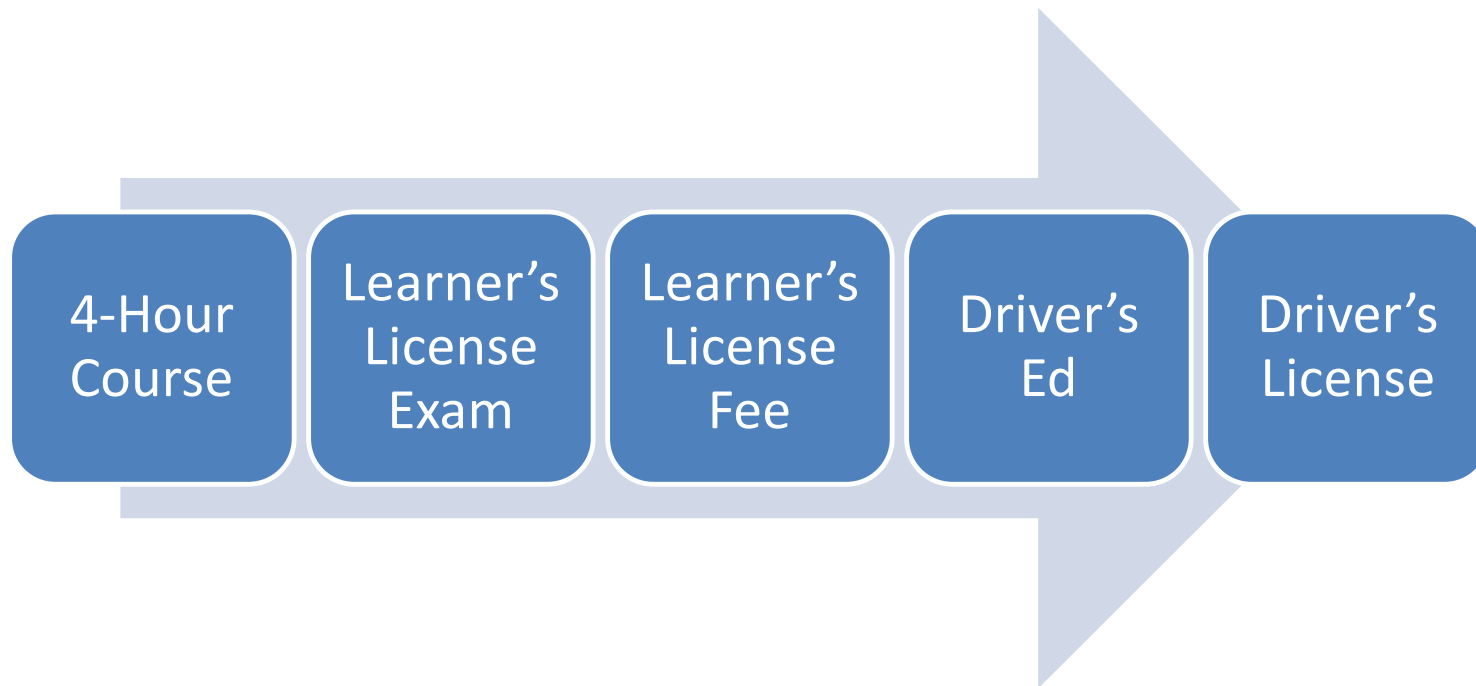 4-Hour
Course
Learner’s
License
Exam
Learner’s
License
Fee
Driver’s
Ed
Driver’s
License